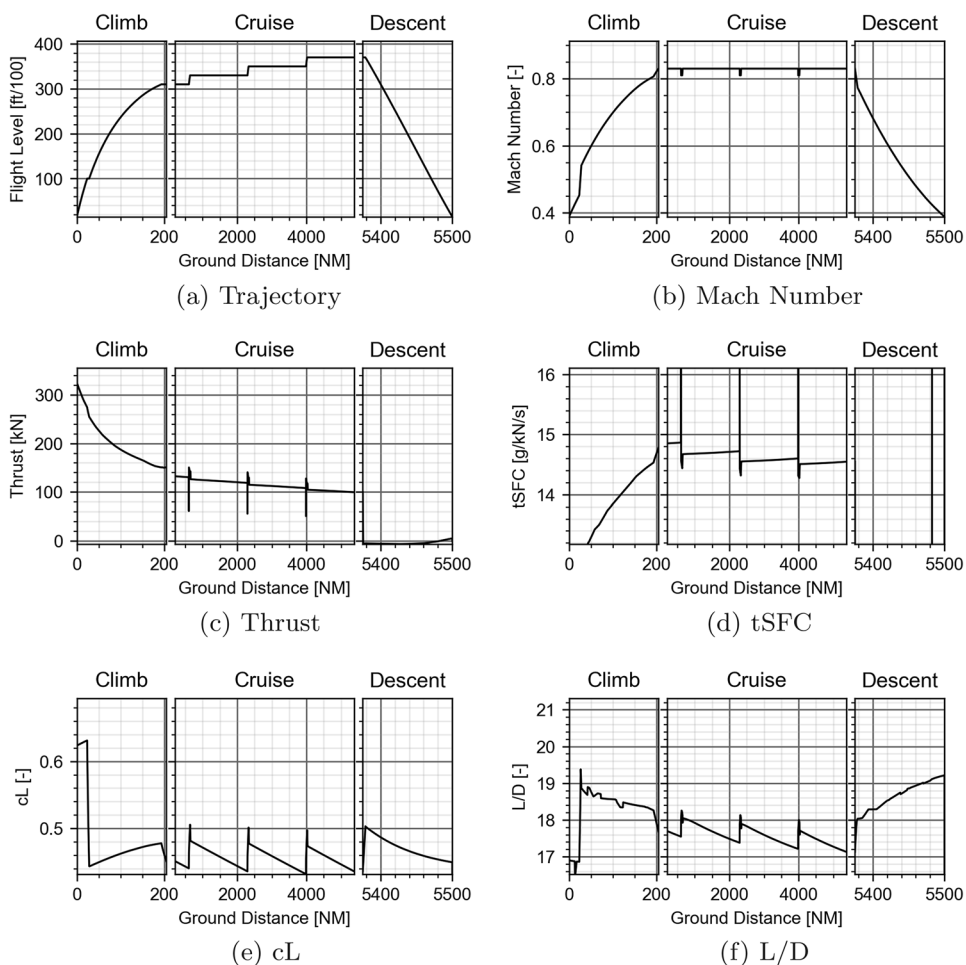 Climb Cruise Descent
400
300
200
100
Flight Level [ft/100]
0 200 2000 4000 5400 5500
Ground Distance [NM]
(a) Trajectory
Climb Cruise Descent
0.8
0.6
0.4
Mach Number [-]
0 200 2000 4000 5400 5500
Ground Distance [NM]
(b) Mach Number
Climb Cruise Descent
300
200
100
0
Thrust [kN]
0 200 2000 4000 5400 5500
Ground Distance [NM]
(c) Thrust
Climb Cruise Descent
16
15
14
tSFC [g/kN/s]
0 200 2000 4000 5400 5500
Ground Distance [NM]
(d) tSFC
Climb Cruise Descent
0.6
0.5
cL [-]
0 200 2000 4000 5400 5500
Ground Distance [NM]
(e) cL
Climb Cruise Descent
21
20
19
18
17
L/D [-]
0 200 2000 4000 5400 5500
Ground Distance [NM]
(f) L/D